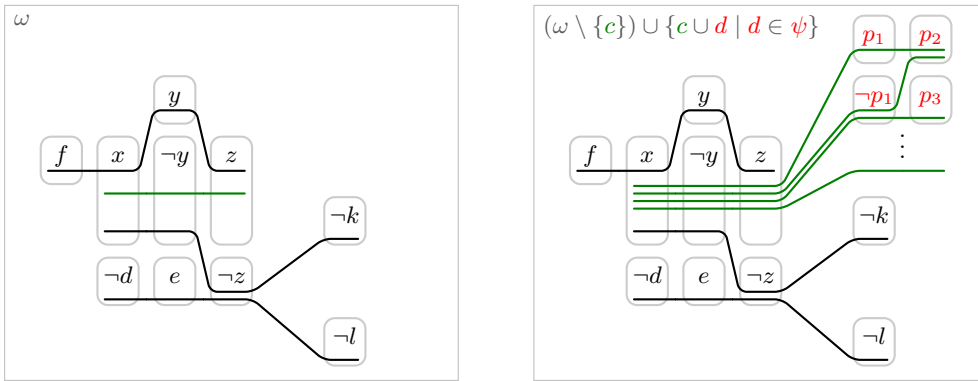 ω
y
f x ¬y z
¬k
¬d e ¬z
¬l
(ω \ {c}) ∪ {c ∪ d | d ∈ ψ}
p₁ p₂
y ¬p₁ p₃
f x ¬y z ⋮
¬k
¬d e ¬z
¬l